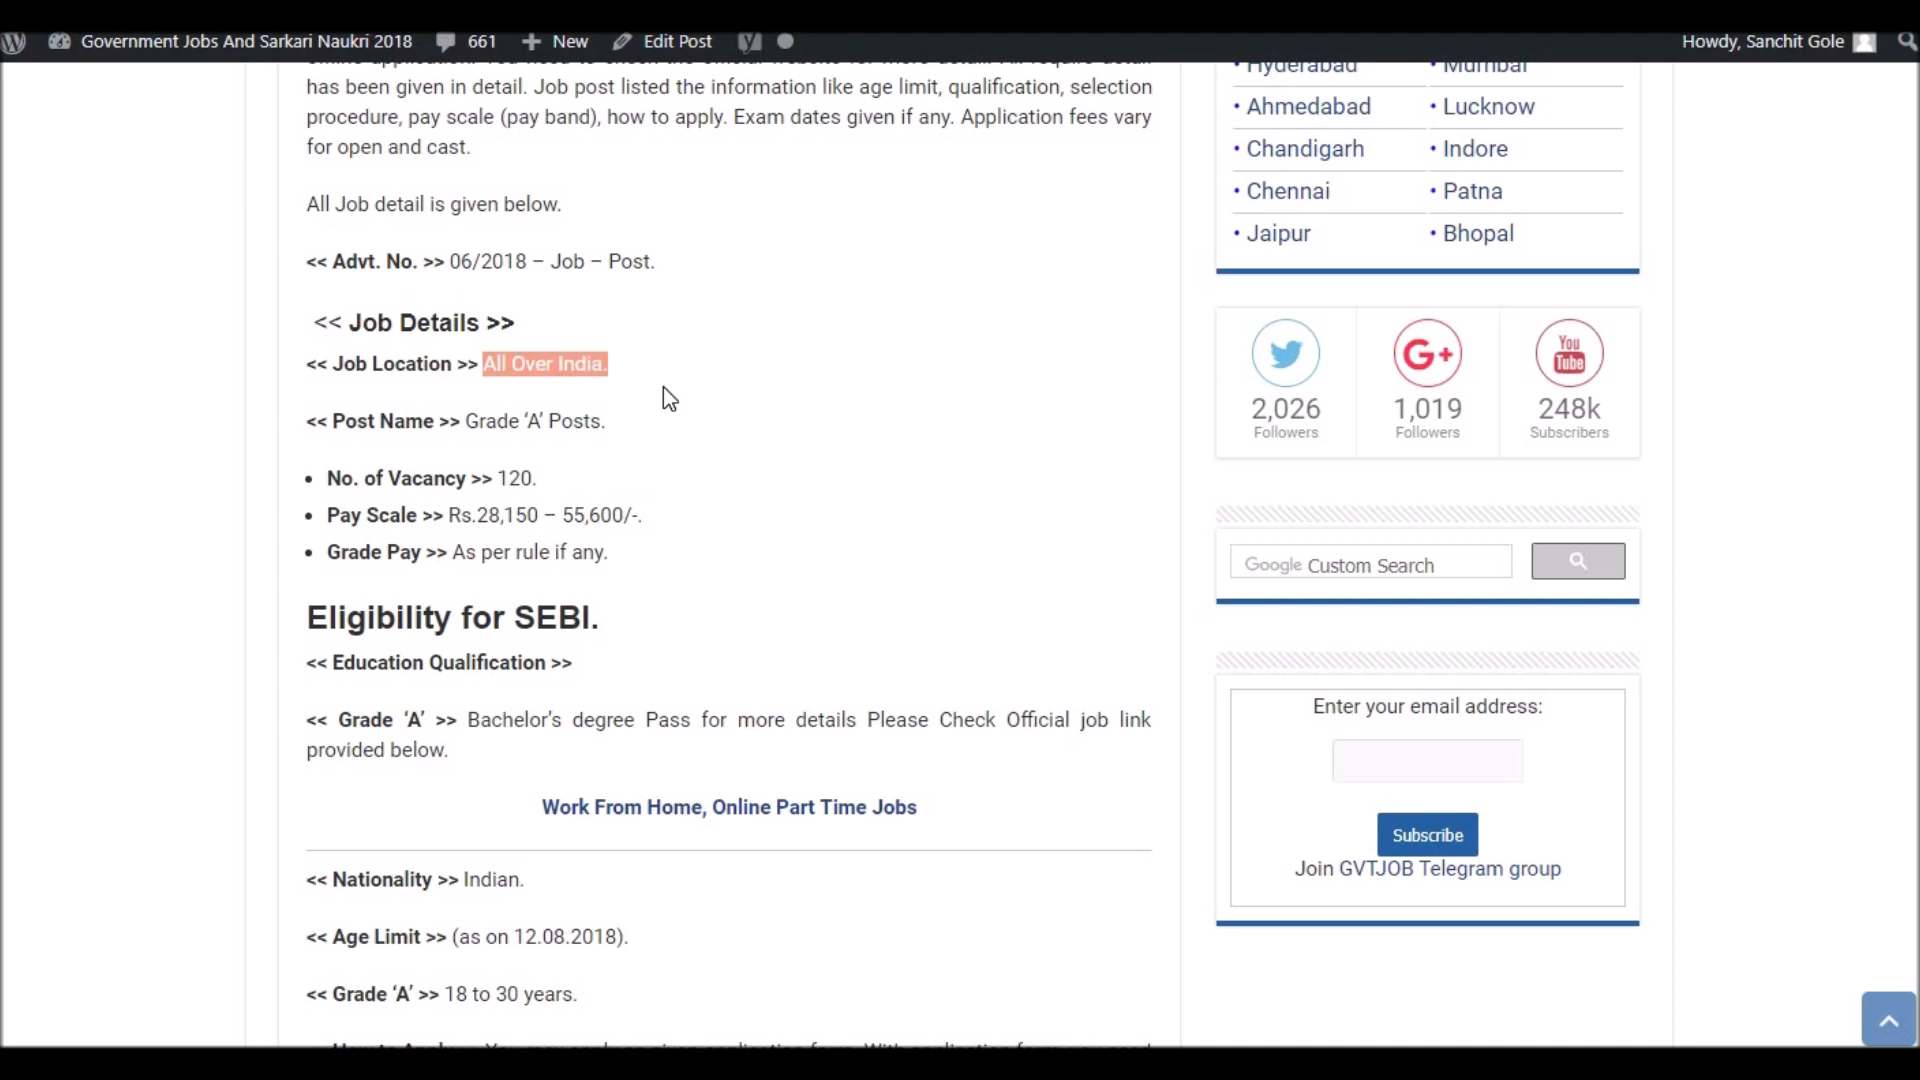 Government Jobs And Sarkari Naukri 2018 661 New Edit Post Howdy, Sanchit Gole
has been given in detail. Job post listed the information like age limit, qualification, selection
procedure, pay scale (pay band), how to apply. Exam dates given if any. Application fees vary
for open and cast.
All Job detail is given below.
<< Advt. No. >> 06/2018 – Job – Post.
<< Job Details >>
<< Job Location >> All Over India.
<< Post Name >> Grade ‘A’ Posts.
• No. of Vacancy >> 120.
• Pay Scale >> Rs.28,150 – 55,600/-.
• Grade Pay >> As per rule if any.
Eligibility for SEBI.
<< Education Qualification >>
<< Grade ‘A’ >> Bachelor’s degree Pass for more details Please Check Official job link
provided below.
Work From Home, Online Part Time Jobs
<< Nationality >> Indian.
<< Age Limit >> (as on 12.08.2018).
<< Grade ‘A’ >> 18 to 30 years.
• Hyderabad • Mumbai
• Ahmedabad • Lucknow
• Chandigarh • Indore
• Chennai • Patna
• Jaipur • Bhopal
G+ You Tube
2,026 1,019 248k
Followers Followers Subscribers
Google Custom Search
Enter your email address:
Subscribe
Join GVTJOB Telegram group